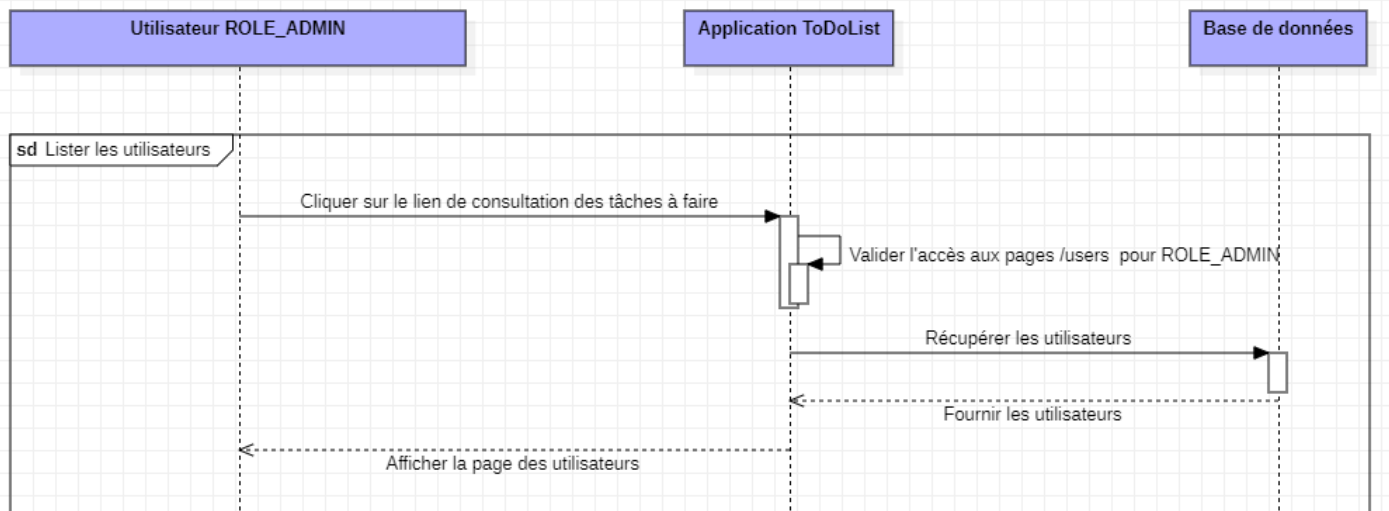 Utilisateur ROLE_ADMIN
Application ToDoList
Base de données
sd Lister les utilisateurs
Cliquer sur le lien de consultation des tâches à faire
Valider l'accès aux pages /users  pour ROLE_ADMIN
Récupérer les utilisateurs
Fournir les utilisateurs
Afficher la page des utilisateurs